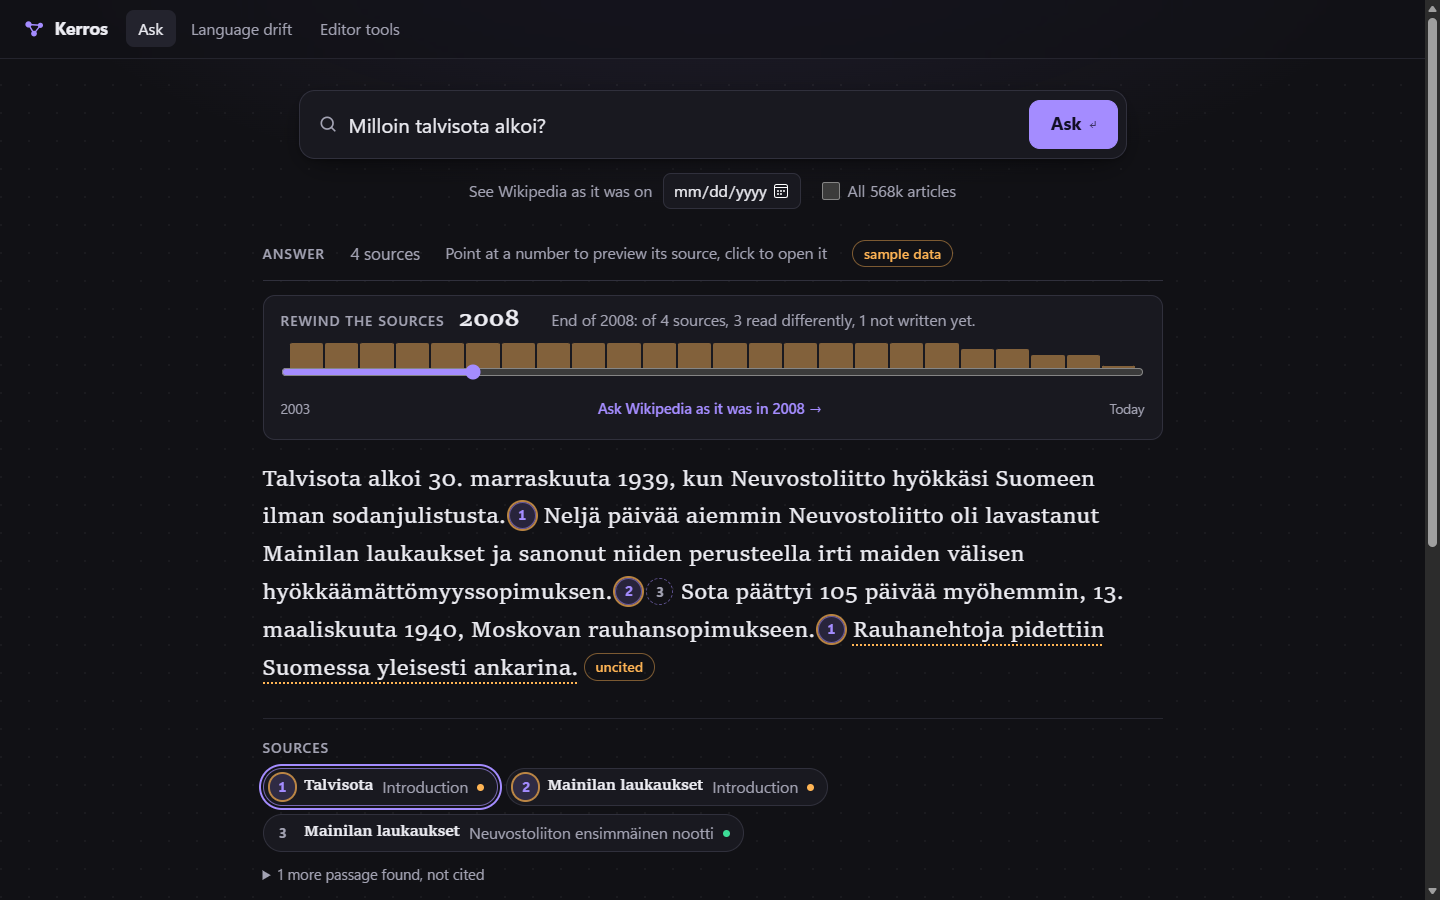 Kerros
Ask
Language drift
Editor tools
Milloin talvisota alkoi?
Ask ↵
See Wikipedia as it was on
mm/dd/yyyy
All 568k articles
ANSWER
4 sources
Point at a number to preview its source, click to open it
sample data
REWIND THE SOURCES
2008
End of 2008: of 4 sources, 3 read differently, 1 not written yet.
2003
Ask Wikipedia as it was in 2008 →
Today
Talvisota alkoi 30. marraskuuta 1939, kun Neuvostoliitto hyökkäsi Suomeen
ilman sodanjulistusta. 1 Neljä päivää aiemmin Neuvostoliitto oli lavastanut
Mainilan laukaukset ja sanonut niiden perusteella irti maiden välisen
hyökkäämättömyyssopimuksen. 2 3 Sota päättyi 105 päivää myöhemmin, 13.
maaliskuuta 1940, Moskovan rauhansopimukseen. 1 Rauhanehtoja pidettiin
Suomessa yleisesti ankarina. uncited
SOURCES
1 Talvisota Introduction
2 Mainilan laukaukset Introduction
3 Mainilan laukaukset Neuvostoliiton ensimmäinen nootti
▶ 1 more passage found, not cited